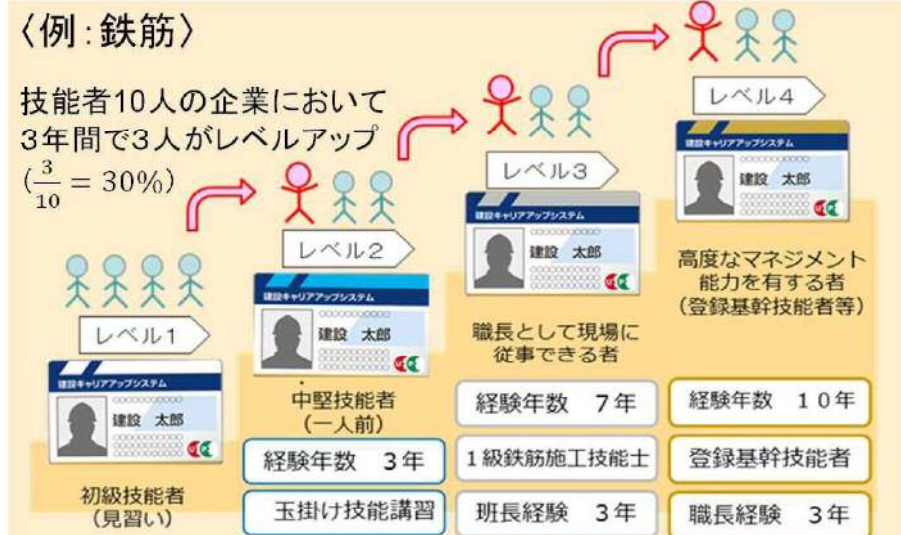 〈例:鉄筋〉
技能者10人の企業において
3年間で3人がレベルアップ
(3/10 = 30%)
レベル1
建設キャリアアップシステム
建設 太郎
初級技能者
(見習い)
レベル2
建設キャリアアップシステム
建設 太郎
中堅技能者
(一人前)
経験年数 3年
玉掛け技能講習
レベル3
建設キャリアアップシステム
建設 太郎
職長として現場に
従事できる者
経験年数 7年
1級鉄筋施工技能士
班長経験 3年
レベル4
建設キャリアアップシステム
建設 太郎
高度なマネジメント
能力を有する者
(登録基幹技能者等)
経験年数 10年
登録基幹技能者
職長経験 3年